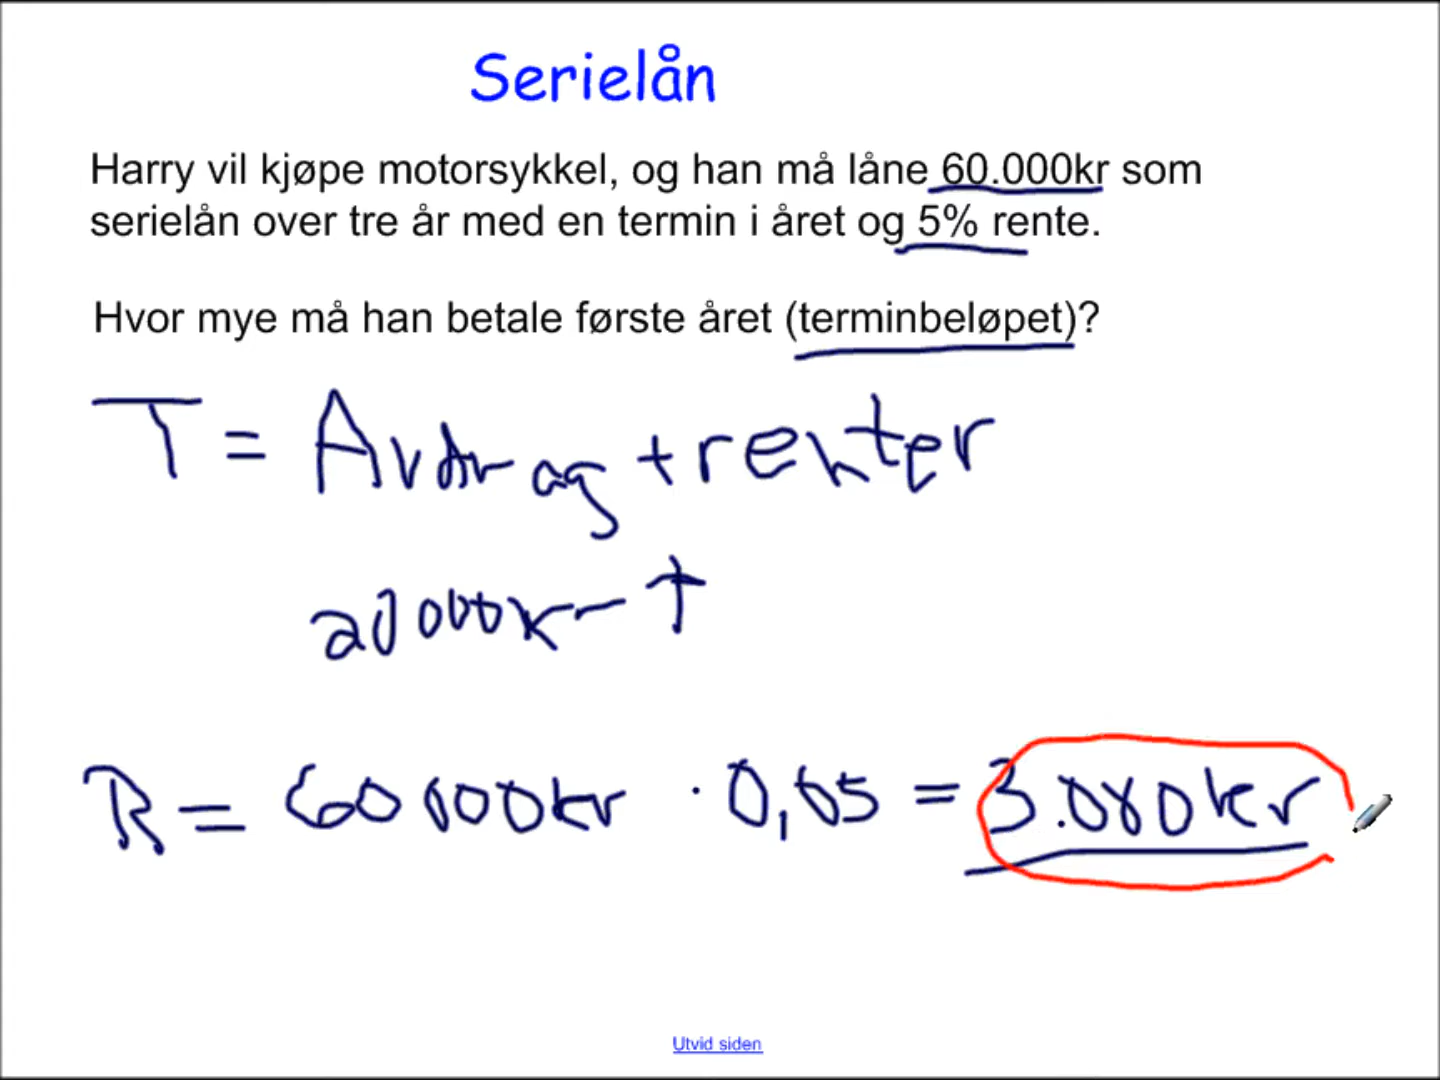 Serielån
Harry vil kjøpe motorsykkel, og han må låne 60.000kr som
serielån over tre år med en termin i året og 5% rente.
Hvor mye må han betale første året (terminbeløpet)?
T = Avdrag + renter
20 000kr +
R = 60 000kr · 0,05 = 3.000kr
Utvid siden